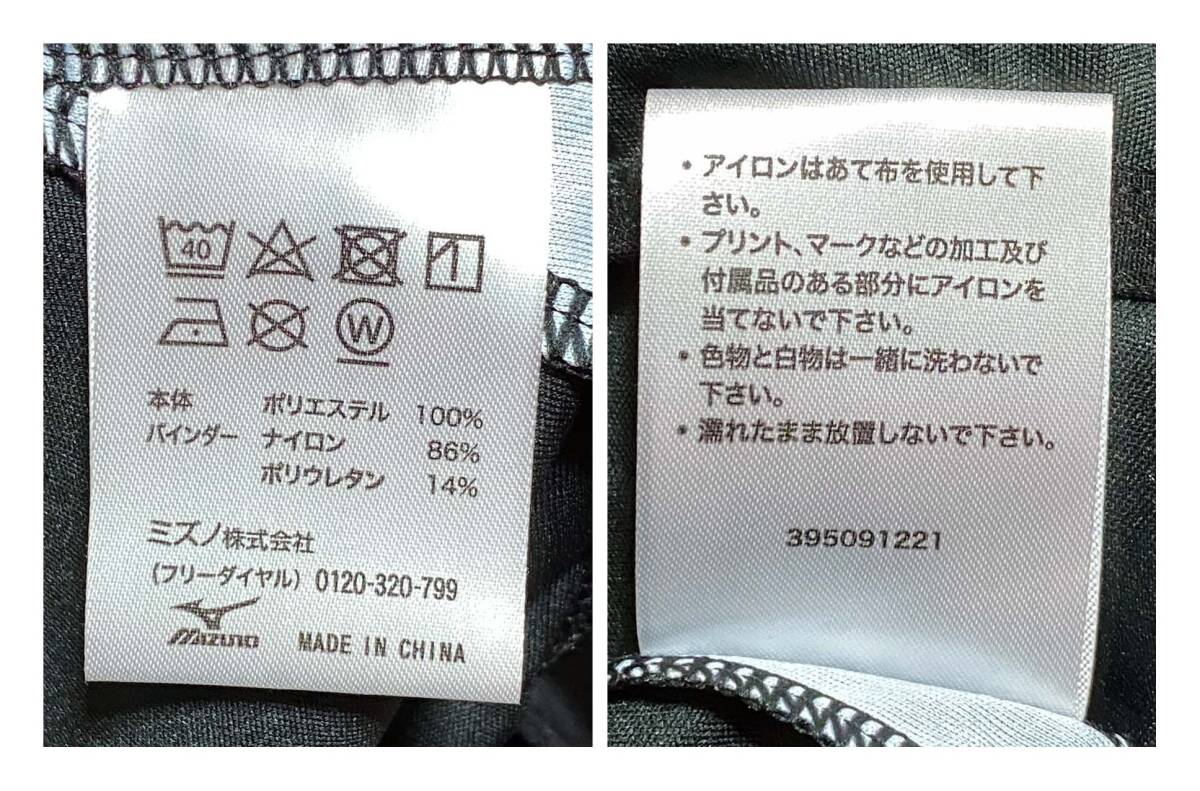 40
W
本体 ポリエステル 100%
バインダー ナイロン 86%
ポリウレタン 14%
ミズノ株式会社
(フリーダイヤル) 0120-320-799
MIZUNO MADE IN CHINA
• アイロンはあて布を使用して下
さい。
• プリント、マークなどの加工及び
付属品のある部分にアイロンを
当てないで下さい。
• 色物と白物は一緒に洗わないで
下さい。
• 濡れたまま放置しないで下さい。
395091221